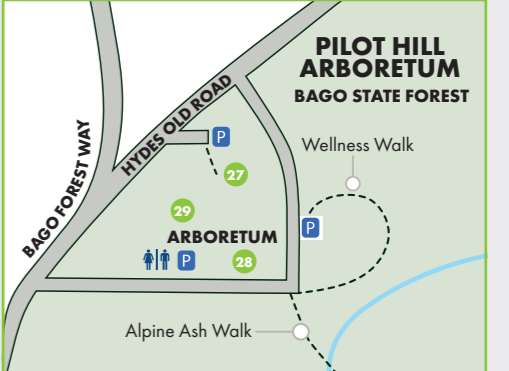 PILOT HILL
ARBORETUM
BAGO STATE FOREST
HYDES OLD ROAD
BAGO FOREST WAY
P
Wellness Walk
27
29
P
ARBORETUM
P
28
Alpine Ash Walk